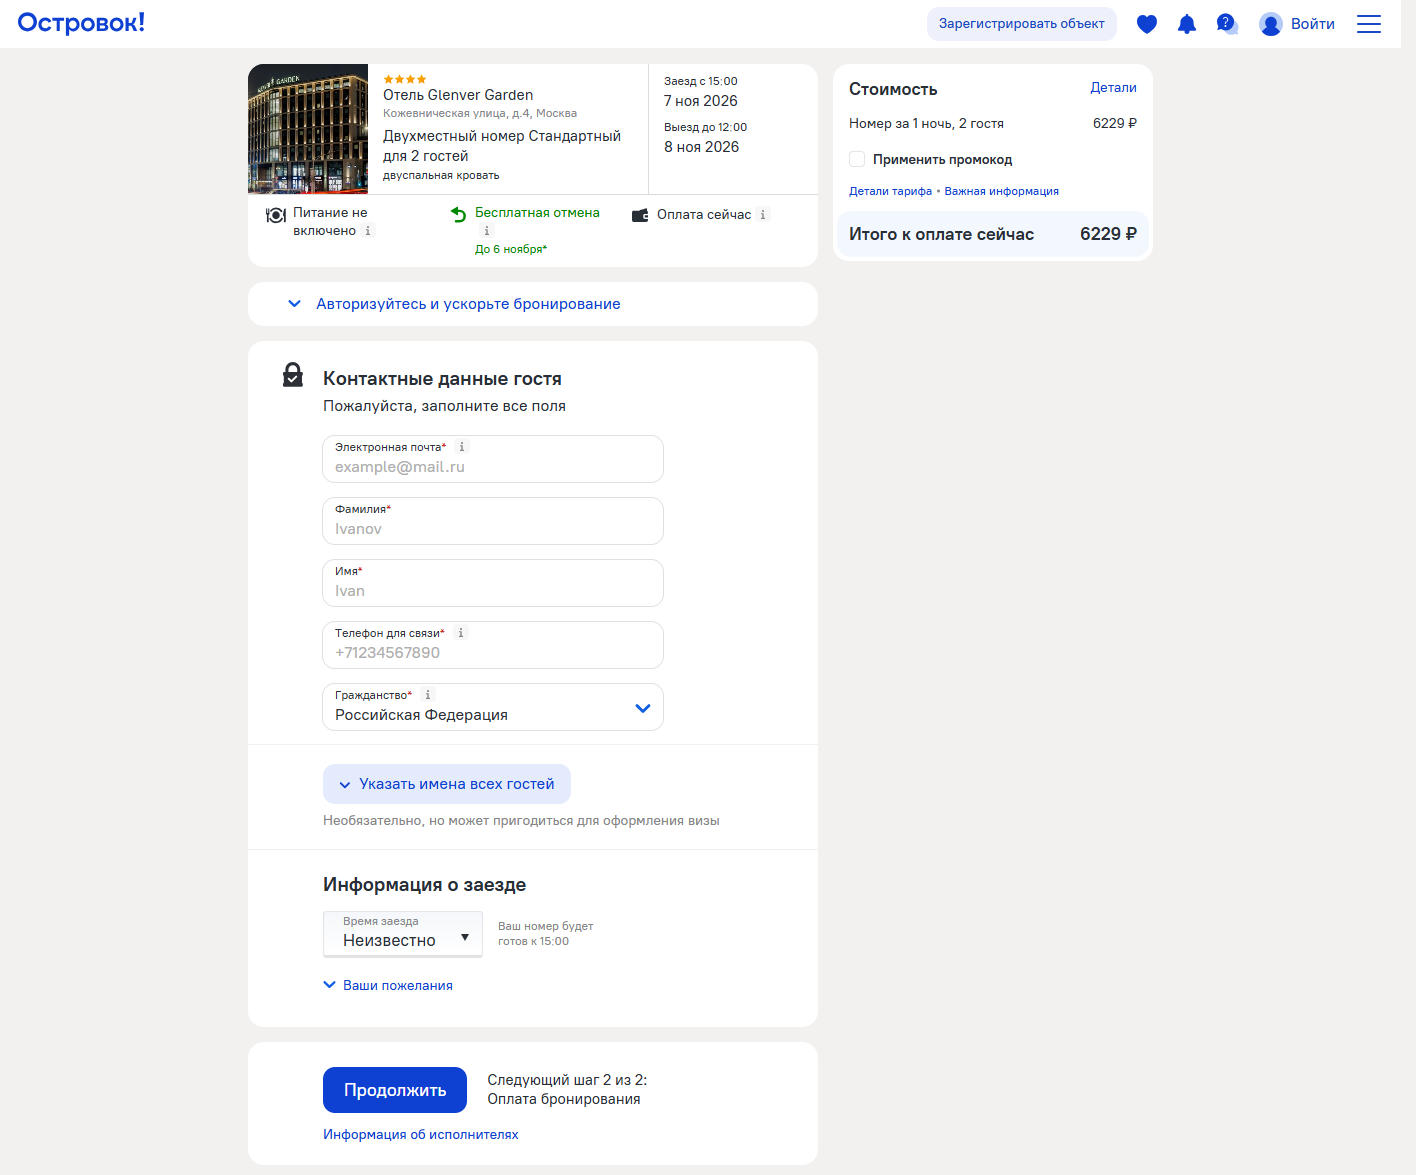 Островок!
Зарегистрировать объект
Войти
GARDEN
Отель Glenver Garden
Кожевническая улица, д.4, Москва
Двухместный номер Стандартный
для 2 гостей
двуспальная кровать
Заезд с 15:00
7 ноя 2026
Выезд до 12:00
8 ноя 2026
Питание не
включено i
Бесплатная отмена
i
До 6 ноября*
Оплата сейчас i
Стоимость
Детали
Номер за 1 ночь, 2 гостя
6229 ₽
Применить промокод
Детали тарифа • Важная информация
Итого к оплате сейчас
6229 ₽
Авторизуйтесь и ускорьте бронирование
Контактные данные гостя
Пожалуйста, заполните все поля
Электронная почта* i
example@mail.ru
Фамилия*
Ivanov
Имя*
Ivan
Телефон для связи* i
+71234567890
Гражданство* i
Российская Федерация
Указать имена всех гостей
Необязательно, но может пригодиться для оформления визы
Информация о заезде
Время заезда
Неизвестно
Ваш номер будет
готов к 15:00
Ваши пожелания
Продолжить
Следующий шаг 2 из 2:
Оплата бронирования
Информация об исполнителях